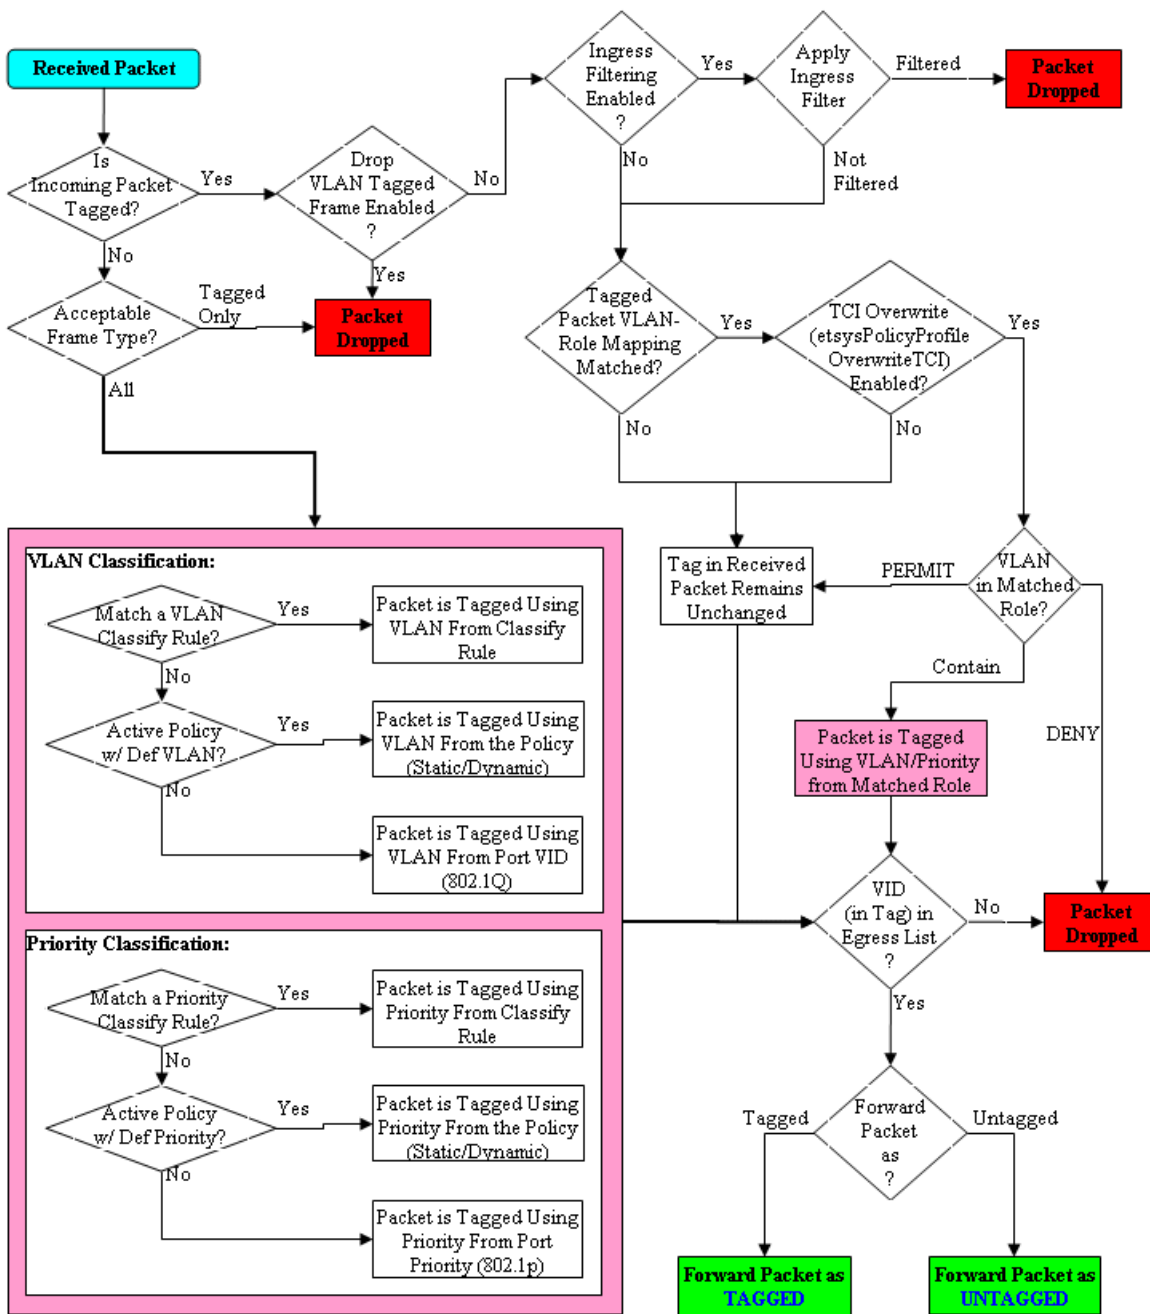 Received Packet
Is
Incoming Packet
Tagged?
Yes
No
Drop
VLAN Tagged
Frame Enabled
?
No
Yes
Ingress
Filtering
Enabled
?
Yes
No
Apply
Ingress
Filter
Filtered
Not
Filtered
Packet
Dropped
Acceptable
Frame Type?
Tagged
Only
All
Packet
Dropped
Tagged
Packet VLAN-
Role Mapping
Matched?
Yes
No
TCI Overwrite
(etsysPolicyProfile
OverwriteTCI)
Enabled?
Yes
No
Tag in Received
Packet Remains
Unchanged
PERMIT
VLAN
in Matched
Role?
Contain
DENY
Packet is Tagged
Using VLAN/Priority
from Matched Role
VLAN Classification:
Match a VLAN
Classify Rule?
Yes
No
Packet is Tagged Using
VLAN From Classify
Rule
Active Policy
w/ Def VLAN?
Yes
No
Packet is Tagged Using
VLAN From the Policy
(Static/Dynamic)
Packet is Tagged Using
VLAN From Port VID
(802.1Q)
VID
(in Tag) in
Egress List
?
No
Yes
Packet
Dropped
Priority Classification:
Match a Priority
Classify Rule?
Yes
No
Packet is Tagged Using
Priority From Classify
Rule
Active Policy
w/ Def Priority?
Yes
No
Packet is Tagged Using
Priority From the Policy
(Static/Dynamic)
Packet is Tagged Using
Priority From Port
Priority (802.1p)
Forward
Packet
as
?
Tagged
Untagged
Forward Packet as
TAGGED
Forward Packet as
UNTAGGED